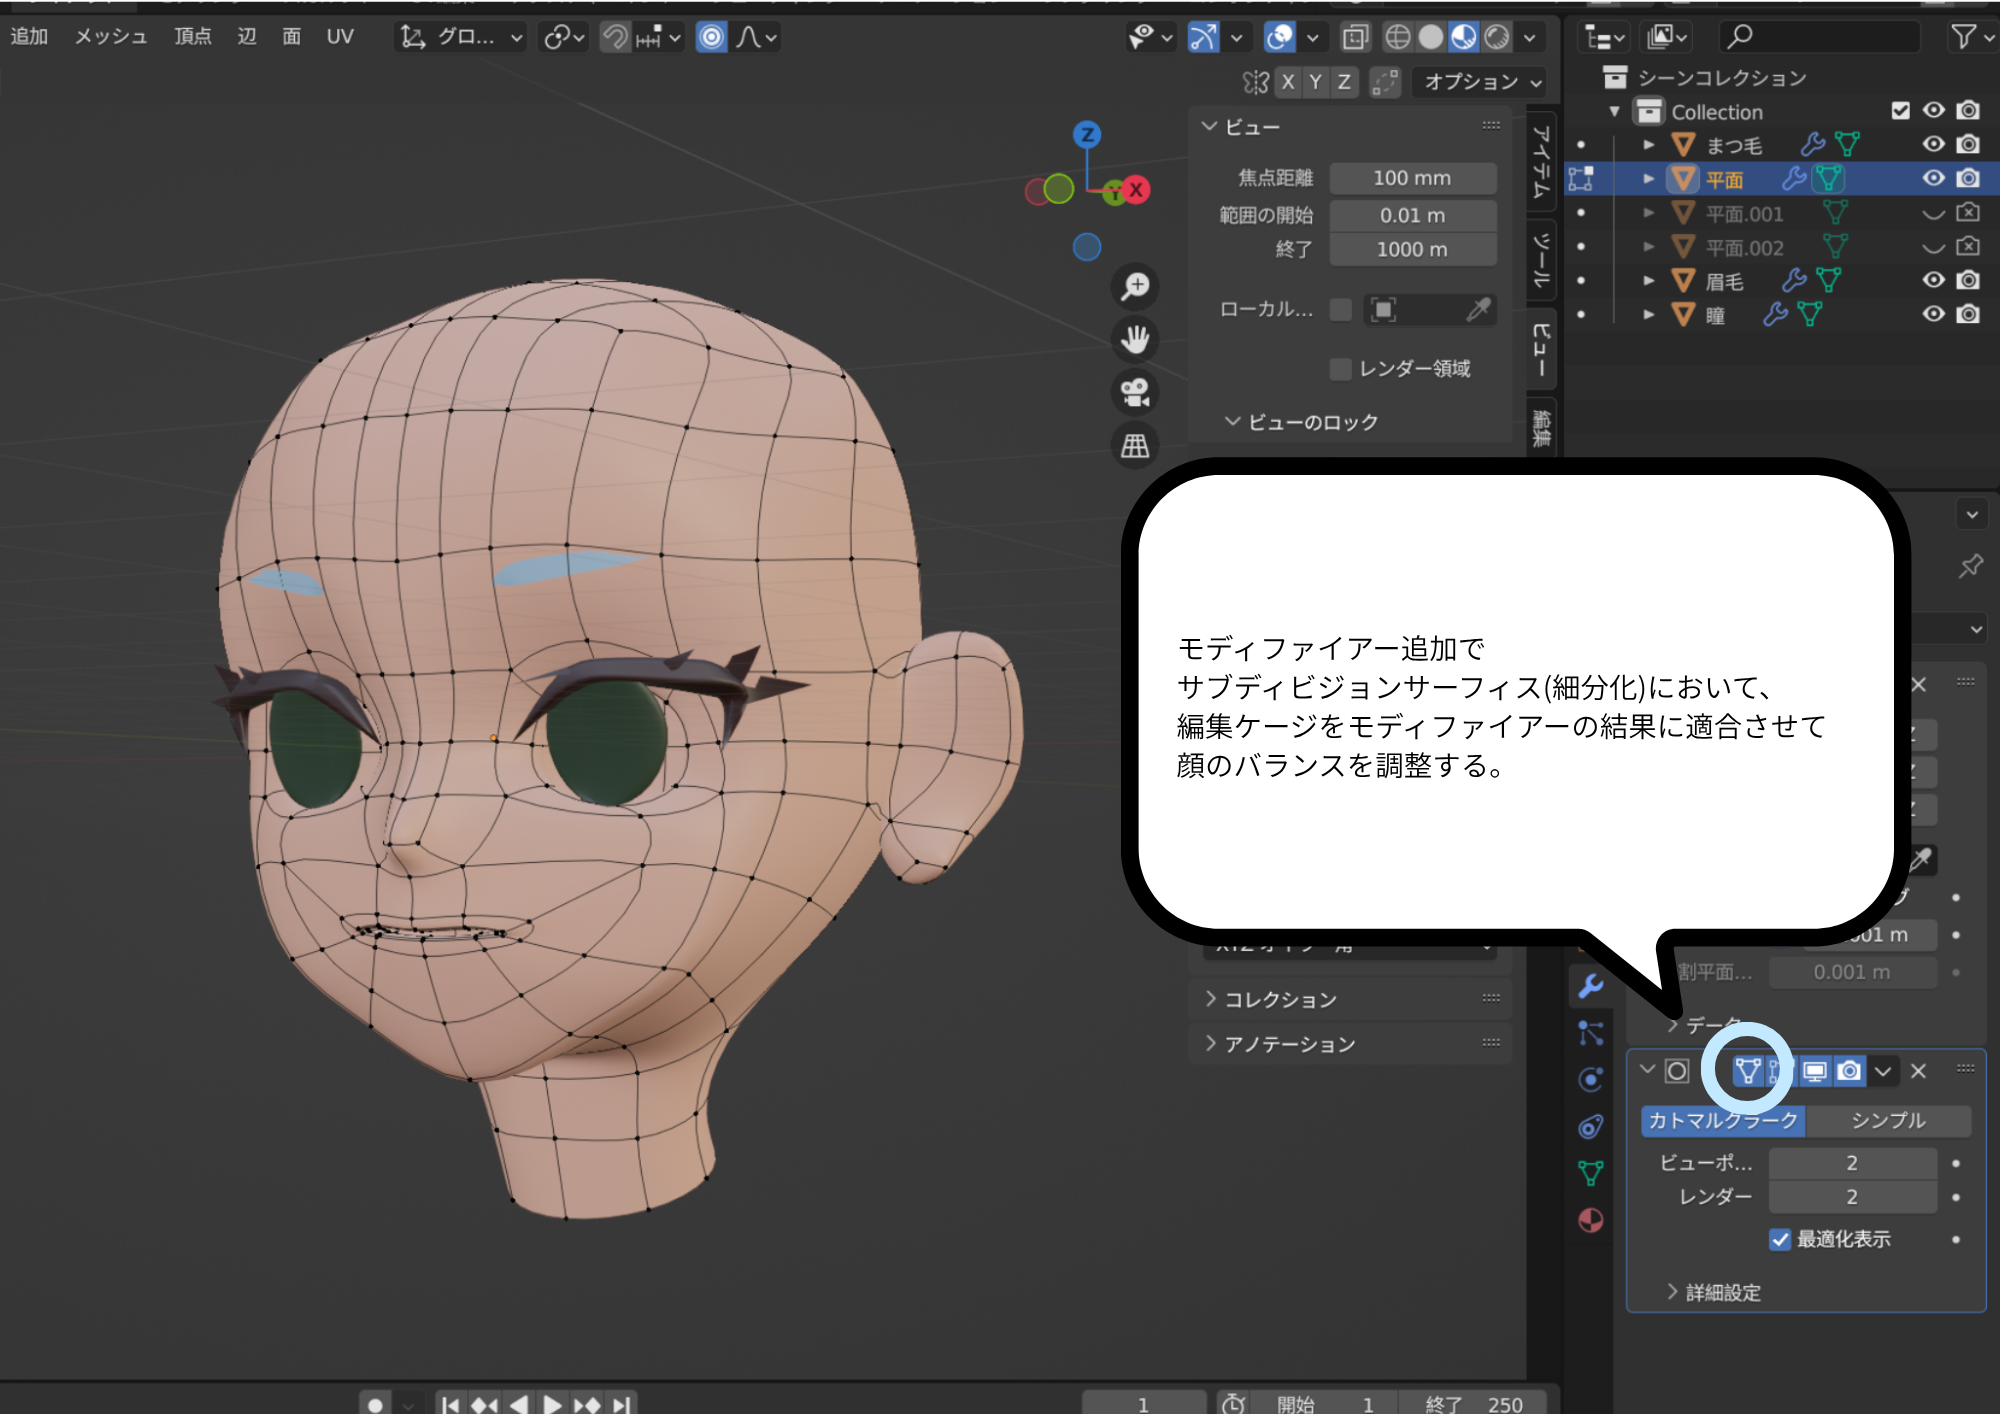 追加 メッシュ 頂点 辺 面 UV グロ...
X Y Z オプション
シーンコレクション
Collection
まつ毛
平面
平面.001
平面.002
眉毛
瞳
Z
Y X
ビュー
焦点距離 100 mm
範囲の開始 0.01 m
終了 1000 m
ローカル...
レンダー領域
ビューのロック
アイテム
ツール
ビュー
編集
モディファイアー追加で
サブディビジョンサーフィス(細分化)において、
編集ケージをモディファイアーの結果に適合させて
顔のバランスを調整する。
01 m
割平面... 0.001 m
データ
コレクション
アノテーション
カトマルクラーク シンプル
ビューポ... 2
レンダー 2
最適化表示
詳細設定
1 開始 1 終了 250